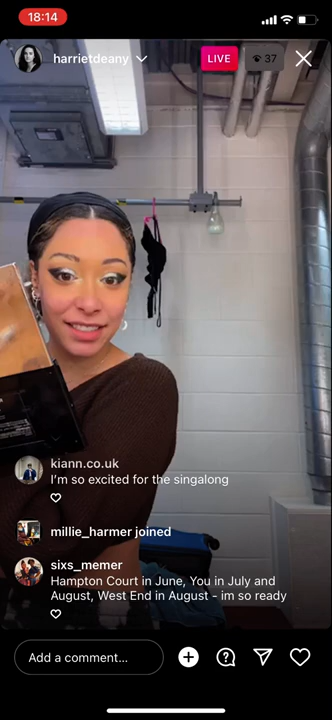 18:14
harrietdeany
LIVE
37
kiann.co.uk
I'm so excited for the singalong
millie_harmer joined
sixs_memer
Hampton Court in June, You in July and
August, West End in August - im so ready
Add a comment...